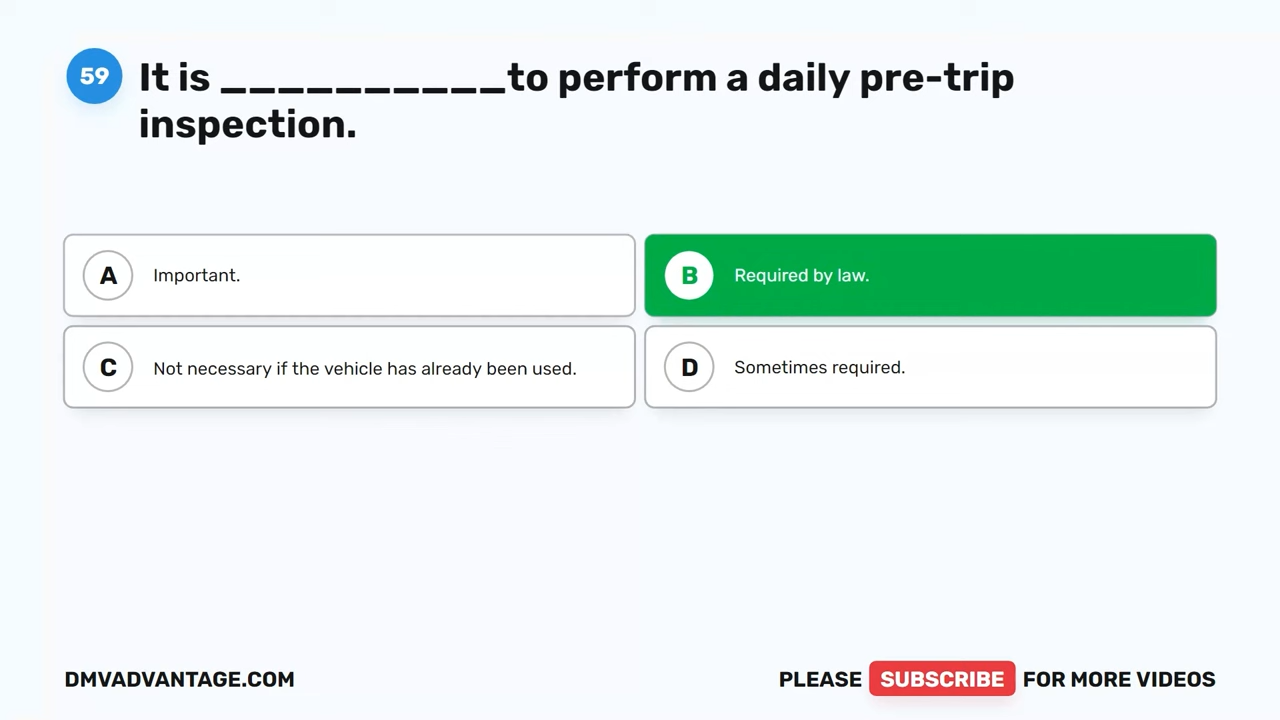 59
It is __________to perform a daily pre-trip
inspection.
A Important.
B Required by law.
C Not necessary if the vehicle has already been used.
D Sometimes required.
DMVADVANTAGE.COM
PLEASE SUBSCRIBE FOR MORE VIDEOS